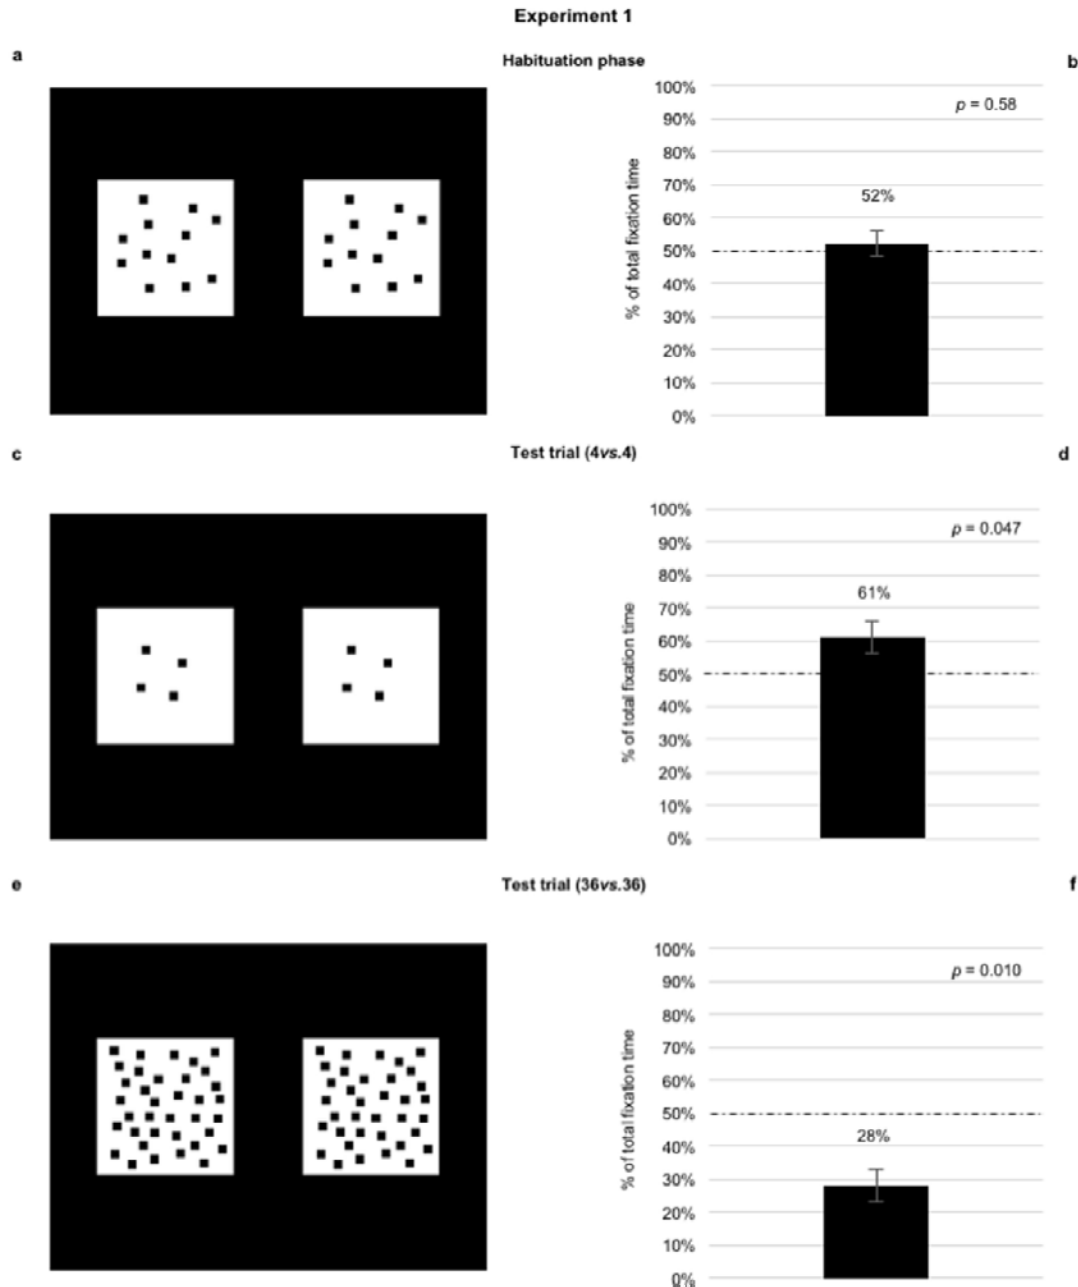 Experiment 1
a
Habituation phase
b
100%
90%
80%
70%
60%
50%
40%
30%
20%
10%
0%
% of total fixation time
p = 0.58
52%
c
Test trial (4vs.4)
d
100%
90%
80%
70%
60%
50%
40%
30%
20%
10%
0%
% of total fixation time
p = 0.047
61%
e
Test trial (36vs.36)
f
100%
90%
80%
70%
60%
50%
40%
30%
20%
10%
0%
% of total fixation time
p = 0.010
28%